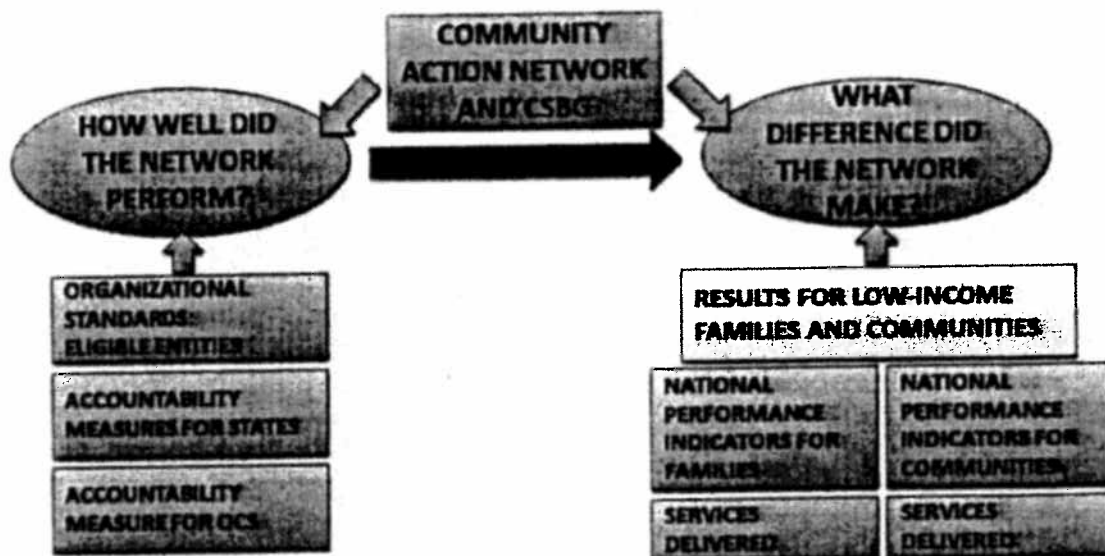 COMMUNITY
ACTION NETWORK
AND CSBG
HOW WELL DID
THE NETWORK
PERFORM?
WHAT
DIFFERENCE DID
THE NETWORK
MAKE?
ORGANIZATIONAL
STANDARDS:
ELIGIBLE ENTITIES
ACCOUNTABILITY
MEASURES FOR STATES
ACCOUNTABILITY
MEASURE FOR OCS
RESULTS FOR LOW-INCOME
FAMILIES AND COMMUNITIES
NATIONAL
PERFORMANCE
INDICATORS FOR
FAMILIES
NATIONAL
PERFORMANCE
INDICATORS FOR
COMMUNITIES
SERVICES
DELIVERED
SERVICES
DELIVERED